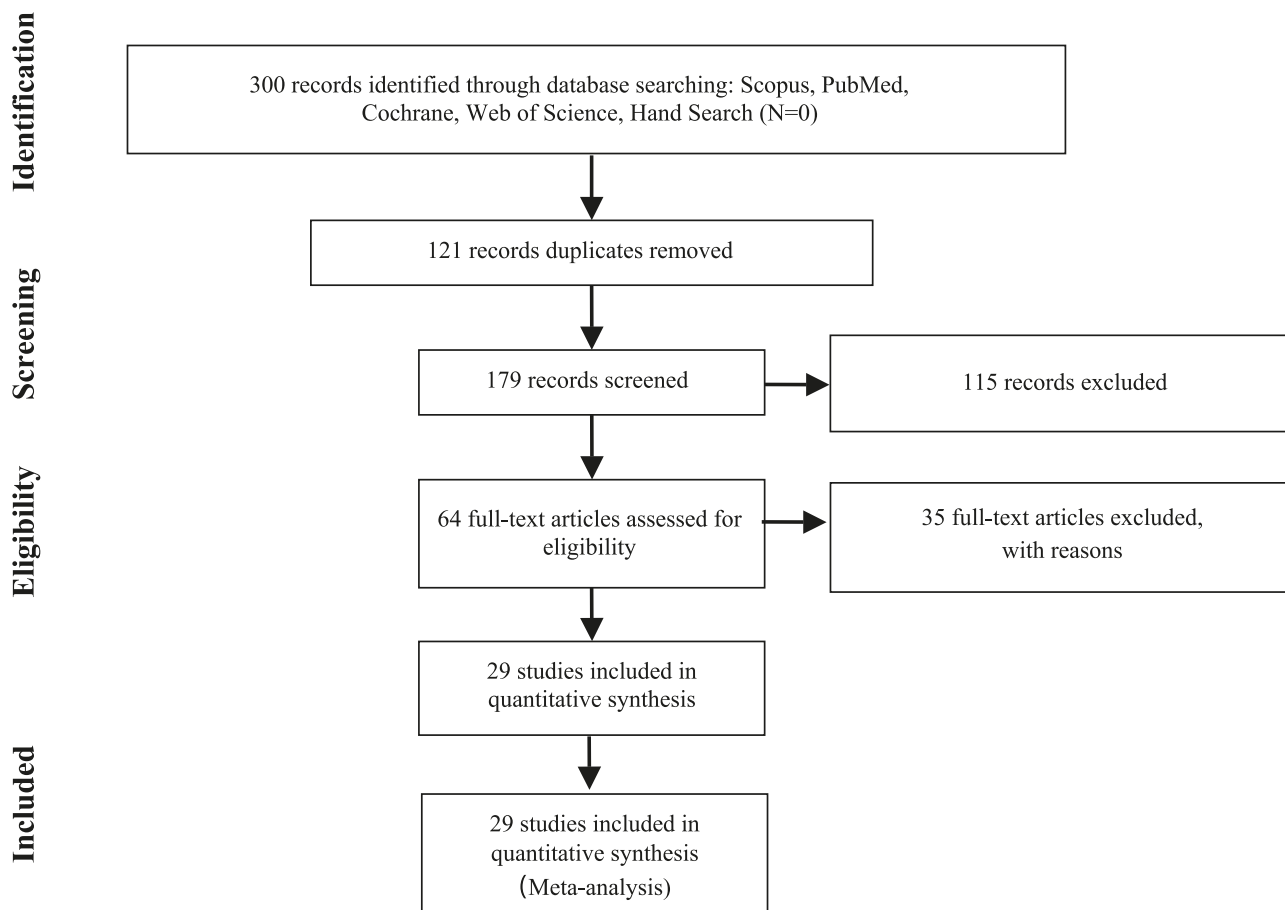 Identification
300 records identified through database searching: Scopus, PubMed,
Cochrane, Web of Science, Hand Search (N=0)
121 records duplicates removed
Screening
179 records screened
115 records excluded
Eligibility
64 full-text articles assessed for
eligibility
35 full-text articles excluded,
with reasons
29 studies included in
quantitative synthesis
Included
29 studies included in
quantitative synthesis
(Meta-analysis)